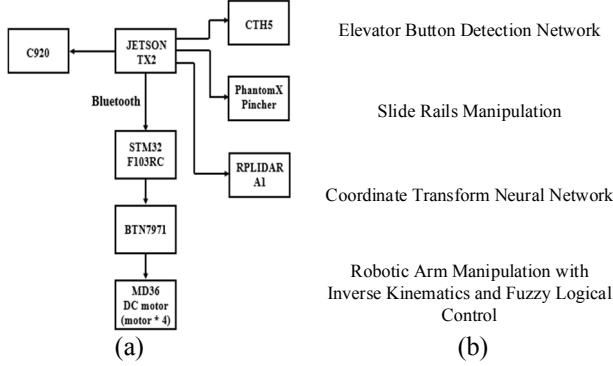 C920
JETSON
TX2
CTH5
PhantomX
Pincher
Bluetooth
STM32
F103RC
RPLIDAR
A1
BTN7971
MD36
DC motor
(motor * 4)
(a)
Elevator Button Detection Network
Slide Rails Manipulation
Coordinate Transform Neural Network
Robotic Arm Manipulation with
Inverse Kinematics and Fuzzy Logical
Control
(b)